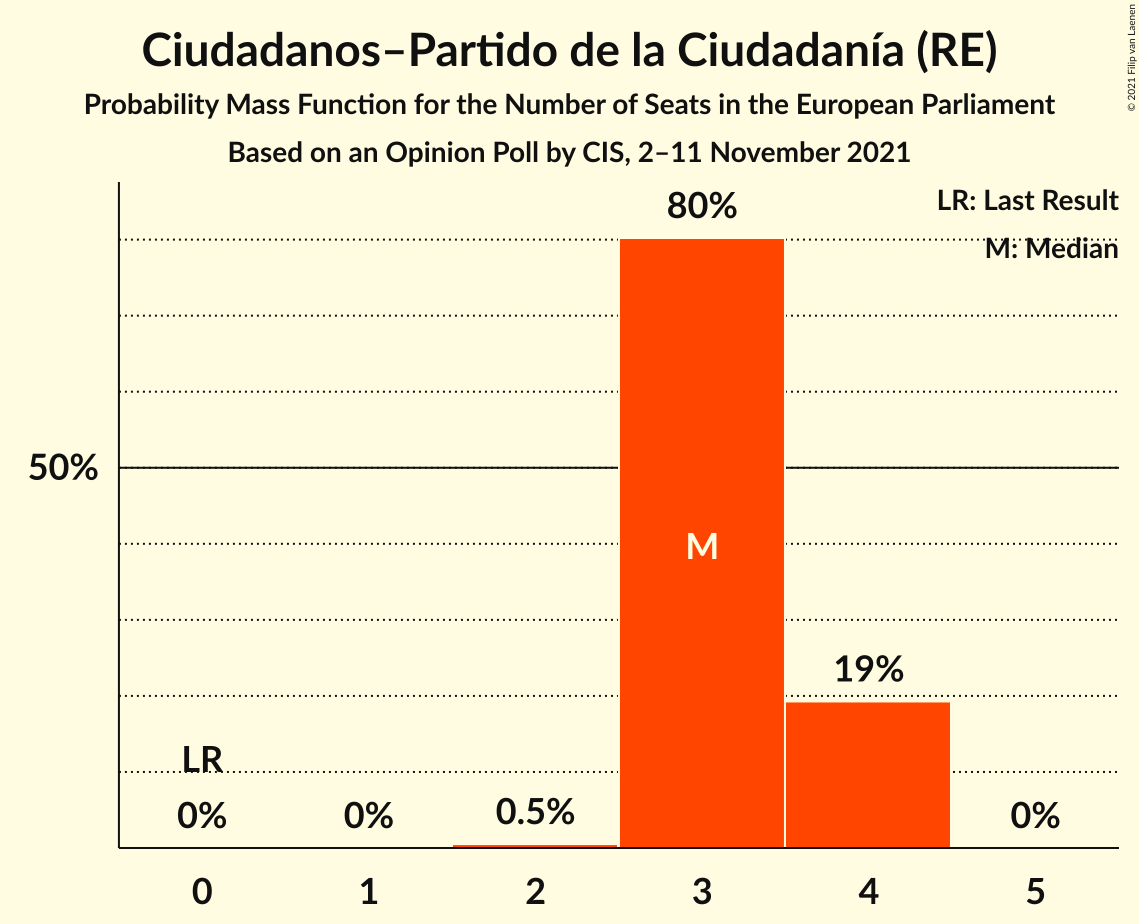 Ciudadanos–Partido de la Ciudadanía (RE)
Probability Mass Function for the Number of Seats in the European Parliament
Based on an Opinion Poll by CIS, 2–11 November 2021
© 2021 Filip van Laenen
LR: Last Result
M: Median
80%
50%
M
19%
LR
0%
0%
0.5%
0%
0 1 2 3 4 5